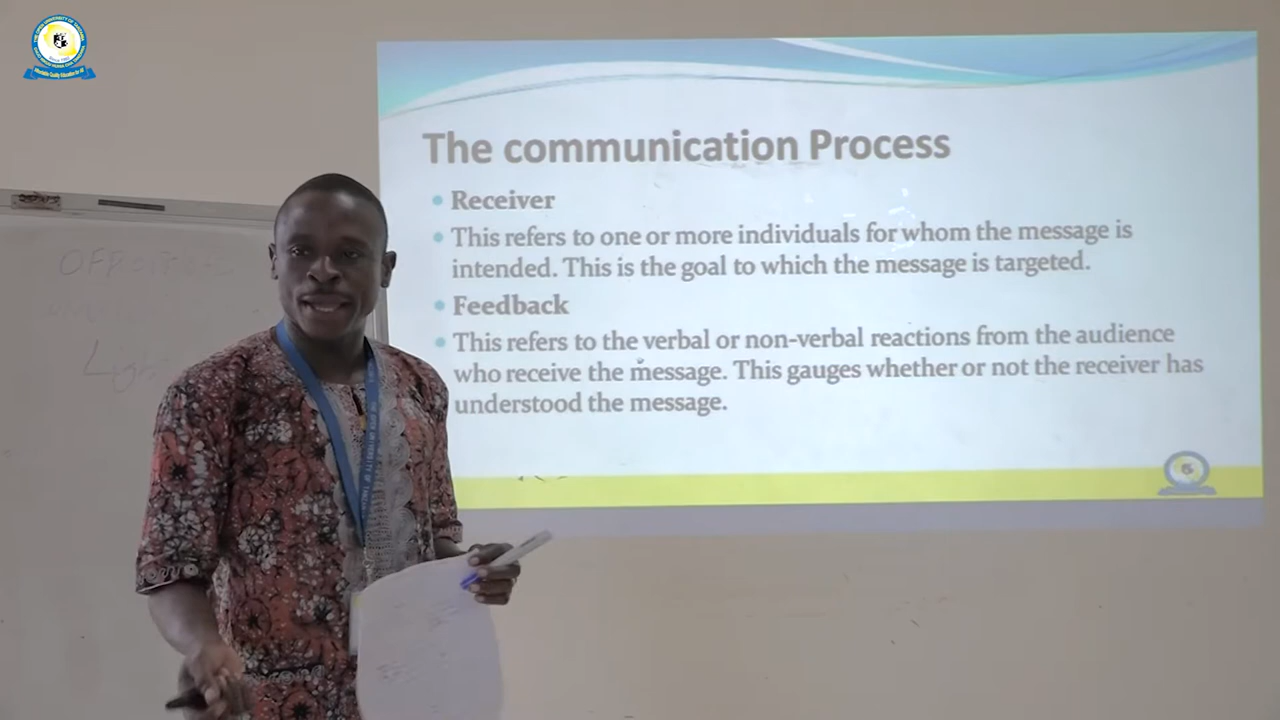 The communication Process
Receiver
This refers to one or more individuals for whom the message is
intended. This is the goal to which the message is targeted.
Feedback
This refers to the verbal or non-verbal reactions from the audience
who receive the message. This gauges whether or not the receiver has
understood the message.